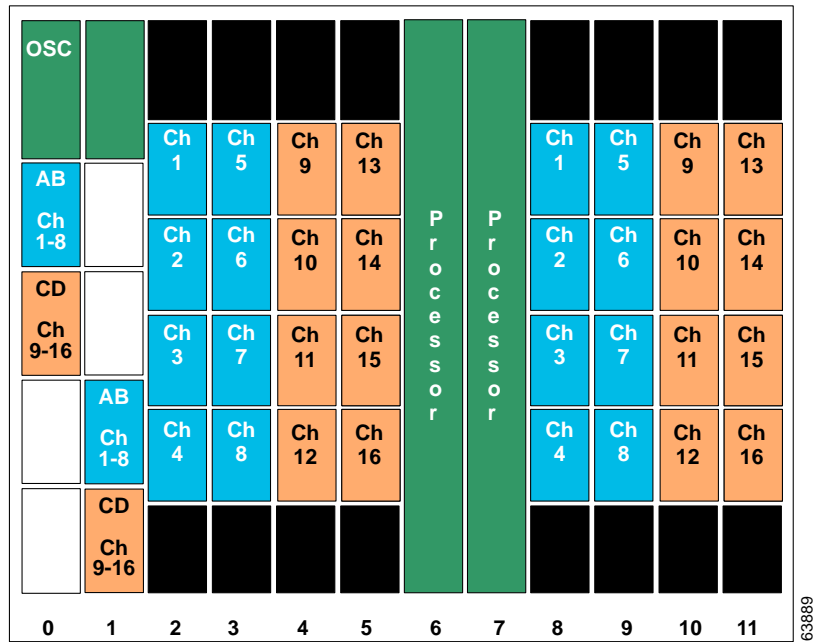 OSC
AB
Ch
1-8
CD
Ch
9-16
AB
Ch
1-8
CD
Ch
9-16
Ch
1
Ch
2
Ch
3
Ch
4
Ch
5
Ch
6
Ch
7
Ch
8
Ch
9
Ch
10
Ch
11
Ch
12
Ch
13
Ch
14
Ch
15
Ch
16
Processor
Processor
Ch
1
Ch
2
Ch
3
Ch
4
Ch
5
Ch
6
Ch
7
Ch
8
Ch
9
Ch
10
Ch
11
Ch
12
Ch
13
Ch
14
Ch
15
Ch
16
0 1 2 3 4 5 6 7 8 9 10 11
63889